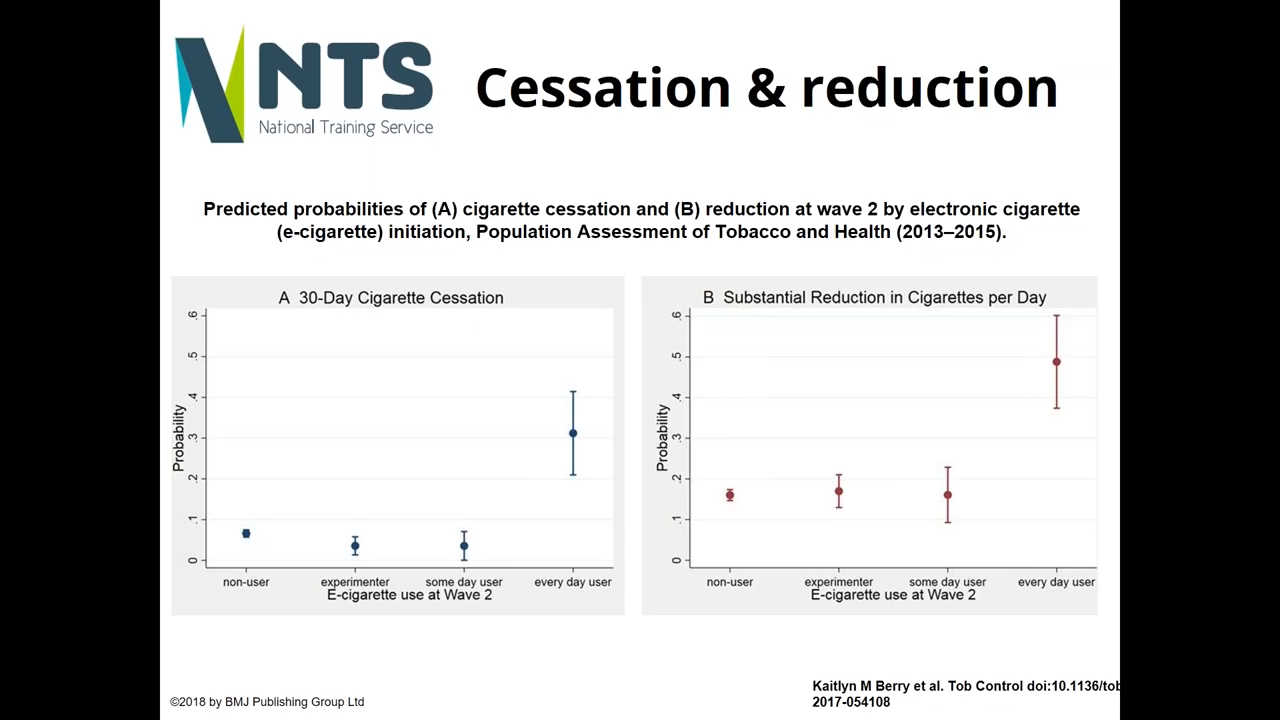 NTS
National Training Service
Cessation & reduction
Predicted probabilities of (A) cigarette cessation and (B) reduction at wave 2 by electronic cigarette
(e-cigarette) initiation, Population Assessment of Tobacco and Health (2013–2015).
A 30-Day Cigarette Cessation
Probability
.6
.5
.4
.3
.2
.1
0
non-user experimenter some day user every day user
E-cigarette use at Wave 2
B Substantial Reduction in Cigarettes per Day
Probability
.6
.5
.4
.3
.2
.1
0
non-user experimenter some day user every day user
E-cigarette use at Wave 2
Kaitlyn M Berry et al. Tob Control doi:10.1136/tob
2017-054108
©2018 by BMJ Publishing Group Ltd